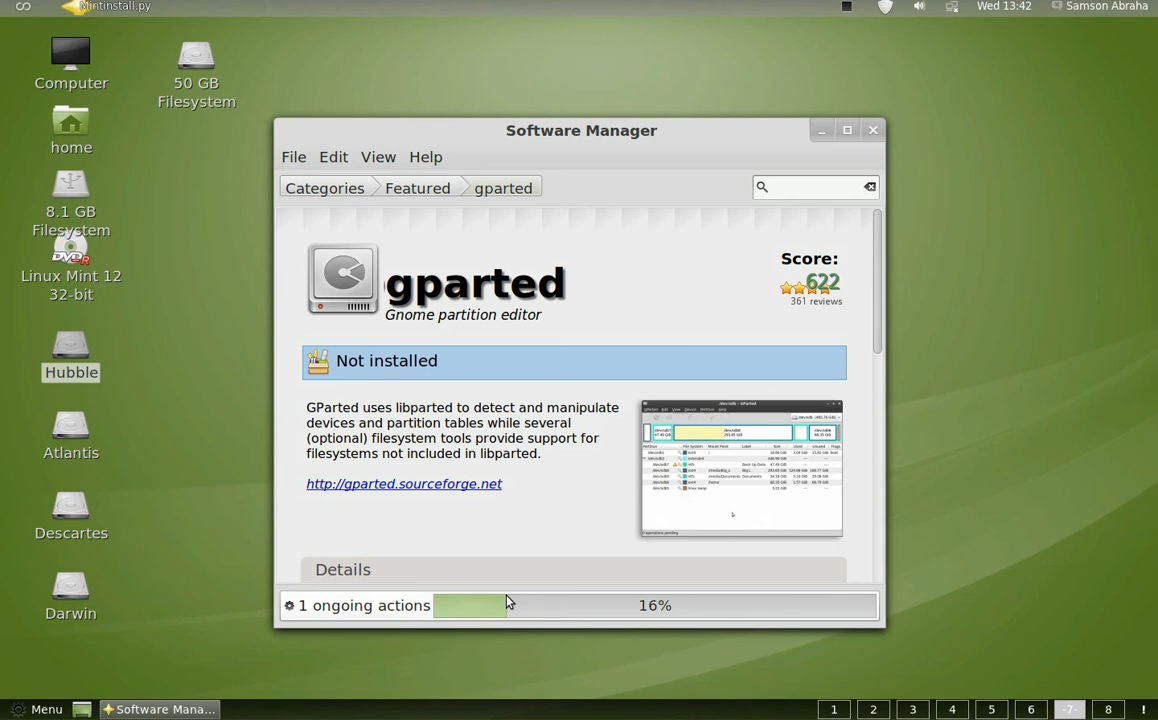 Mintinstall.py
Wed 13:42
Samson Abraha
Computer
50 GB
Filesystem
home
8.1 GB
Filesystem
Linux Mint 12
32-bit
Hubble
Atlantis
Descartes
Darwin
Software Manager
File Edit View Help
Categories Featured gparted
gparted
Gnome partition editor
Score:
622
361 reviews
Not installed
GParted uses libparted to detect and manipulate
devices and partition tables while several
(optional) filesystem tools provide support for
filesystems not included in libparted.
http://gparted.sourceforge.net
Details
1 ongoing actions
16%
Menu
Software Mana...
1 2 3 4 5 6 -7- 8 !